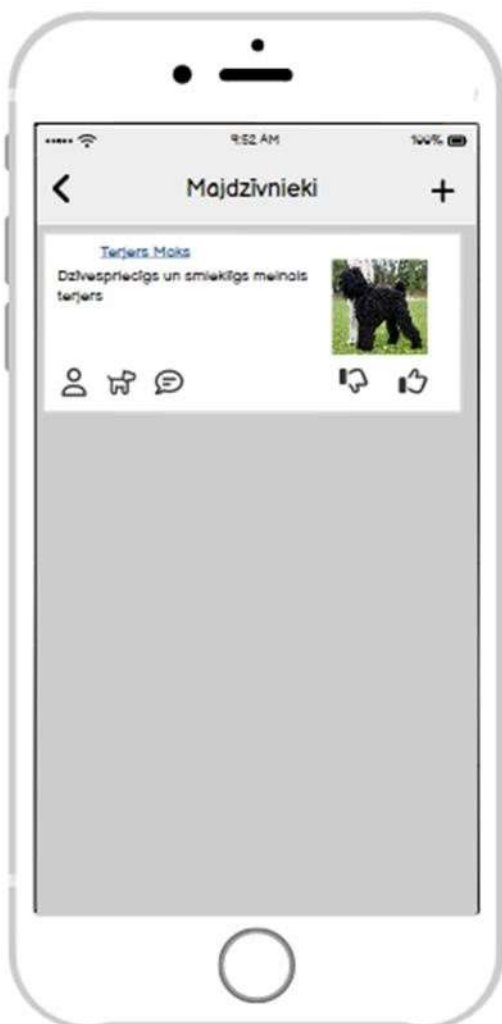 9:52 AM
100%
Majdzīvnieki
Terjers Maks
Dzīvespriecīgs un smieklīgs melnais
terjers